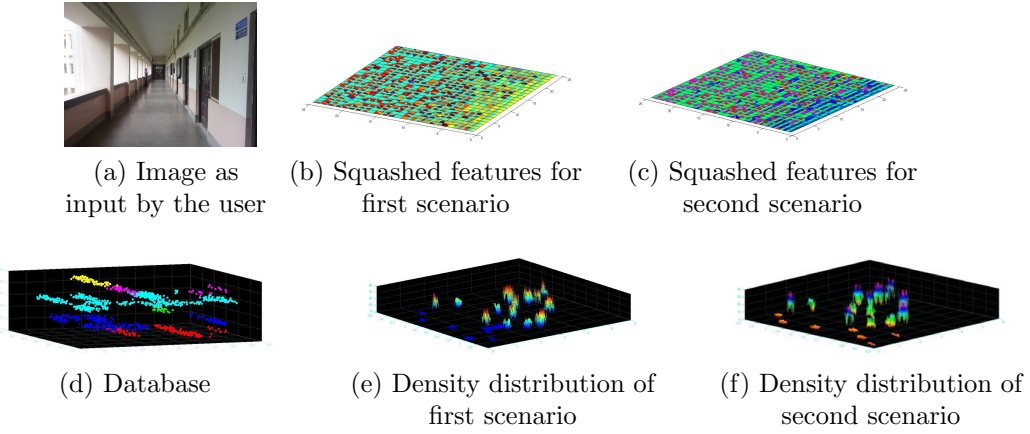 (a) Image as
input by the user
(b) Squashed features for
first scenario
(c) Squashed features for
second scenario
(d) Database
(e) Density distribution of
first scenario
(f) Density distribution of
second scenario